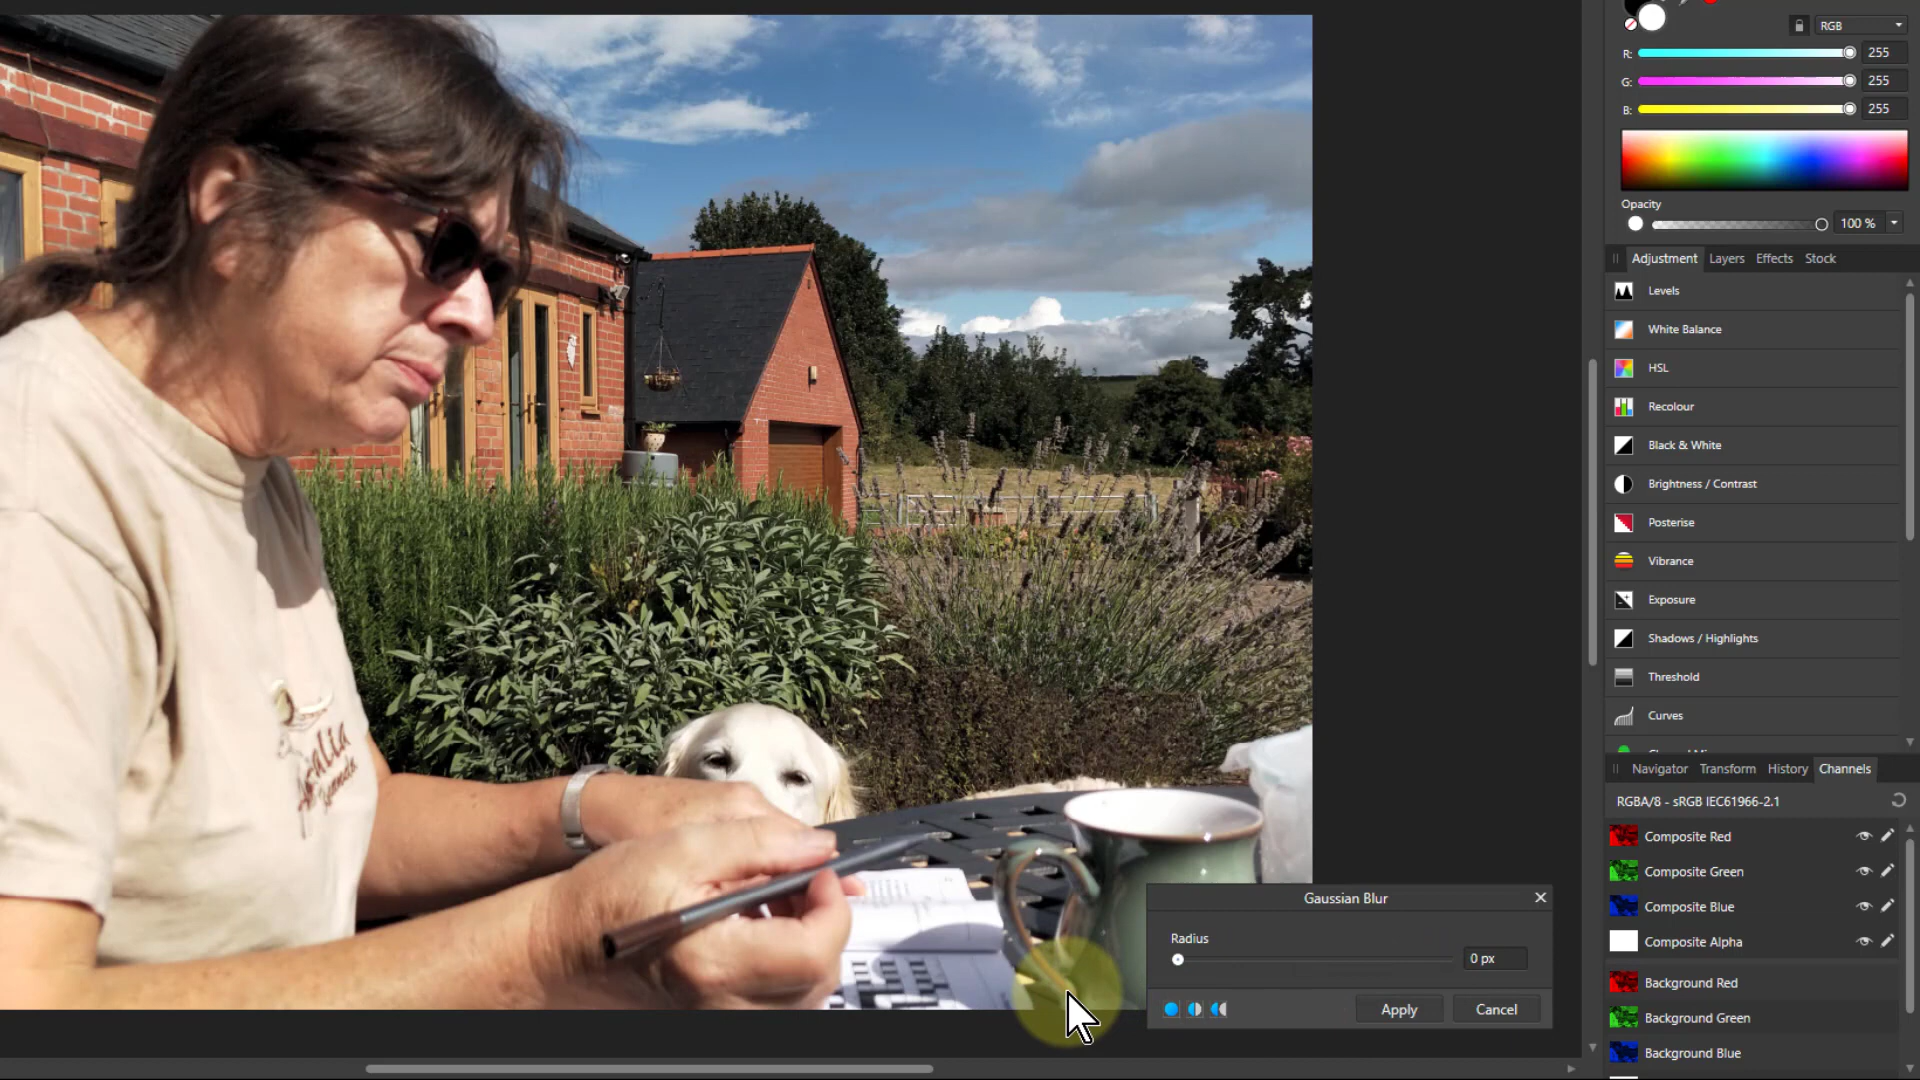 RGB
R: 255
G: 255
B: 255
Opacity
100 %
Adjustment Layers Effects Stock
Levels
White Balance
HSL
Recolour
Black & White
Brightness / Contrast
Posterise
Vibrance
Exposure
Shadows / Highlights
Threshold
Curves
Navigator Transform History Channels
RGBA/8 - sRGB IEC61966-2.1
Composite Red
Composite Green
Composite Blue
Composite Alpha
Background Red
Background Green
Background Blue
Gaussian Blur
Radius
0 px
Apply Cancel